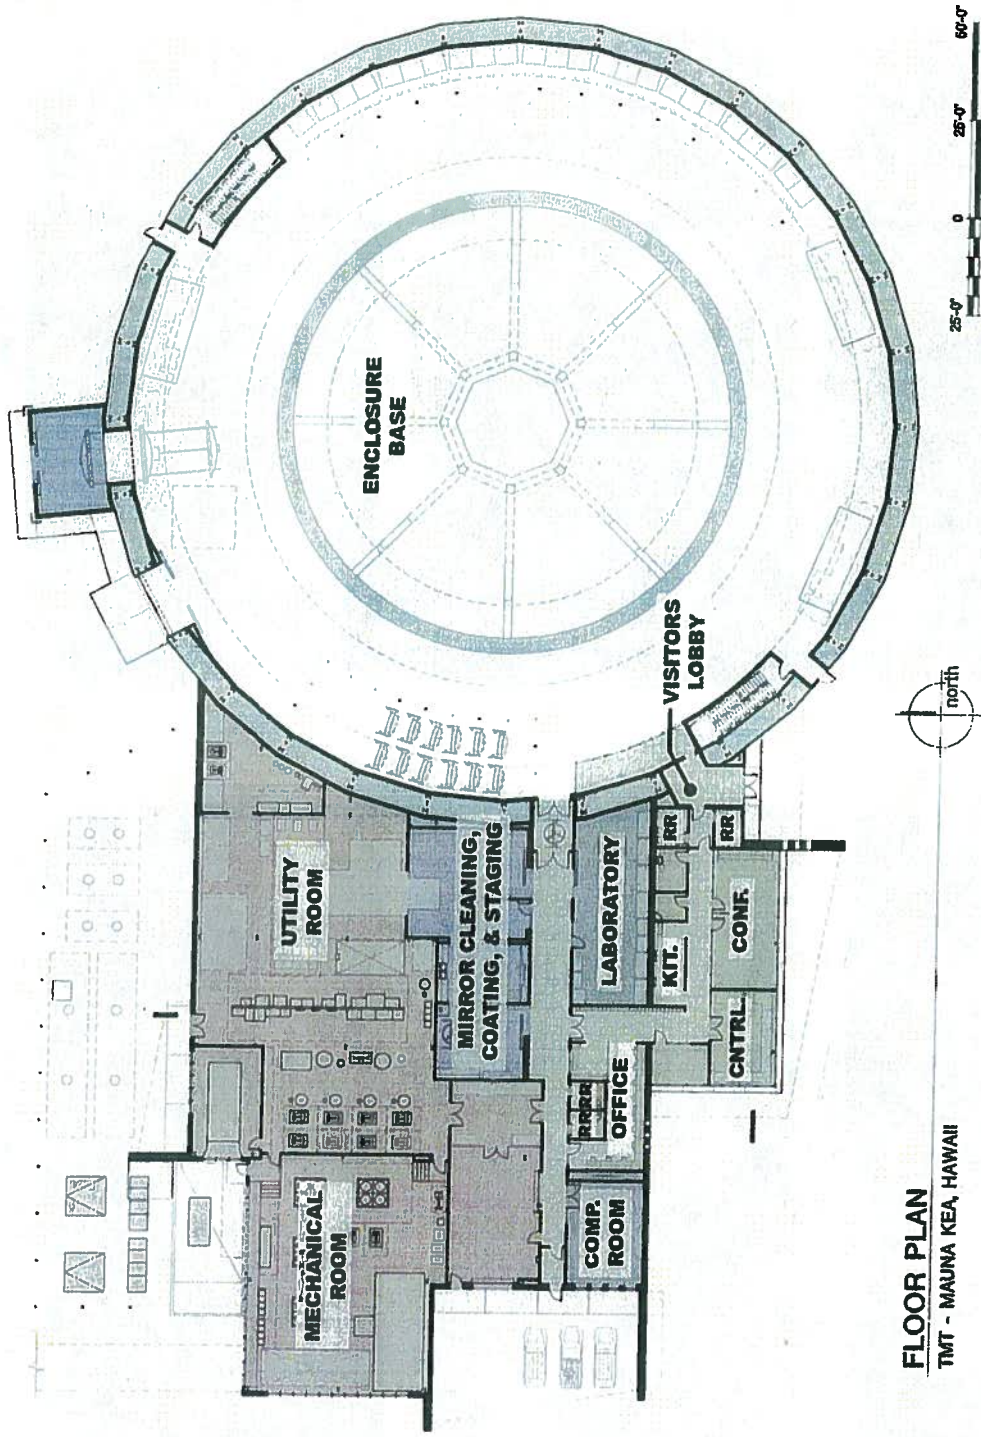 ENCLOSURE
BASE
VISITORS
LOBBY
UTILITY
ROOM
MIRROR CLEANING,
COATING, & STAGING
LABORATORY
RR
RR
KIT.
CONF.
CNTRL.
OFFICE
RR
RR
MECHANICAL
ROOM
COMP.
ROOM
north
25'-0"
0
25'-0"
50'-0"
FLOOR PLAN
TMT - MAUNA KEA, HAWAII